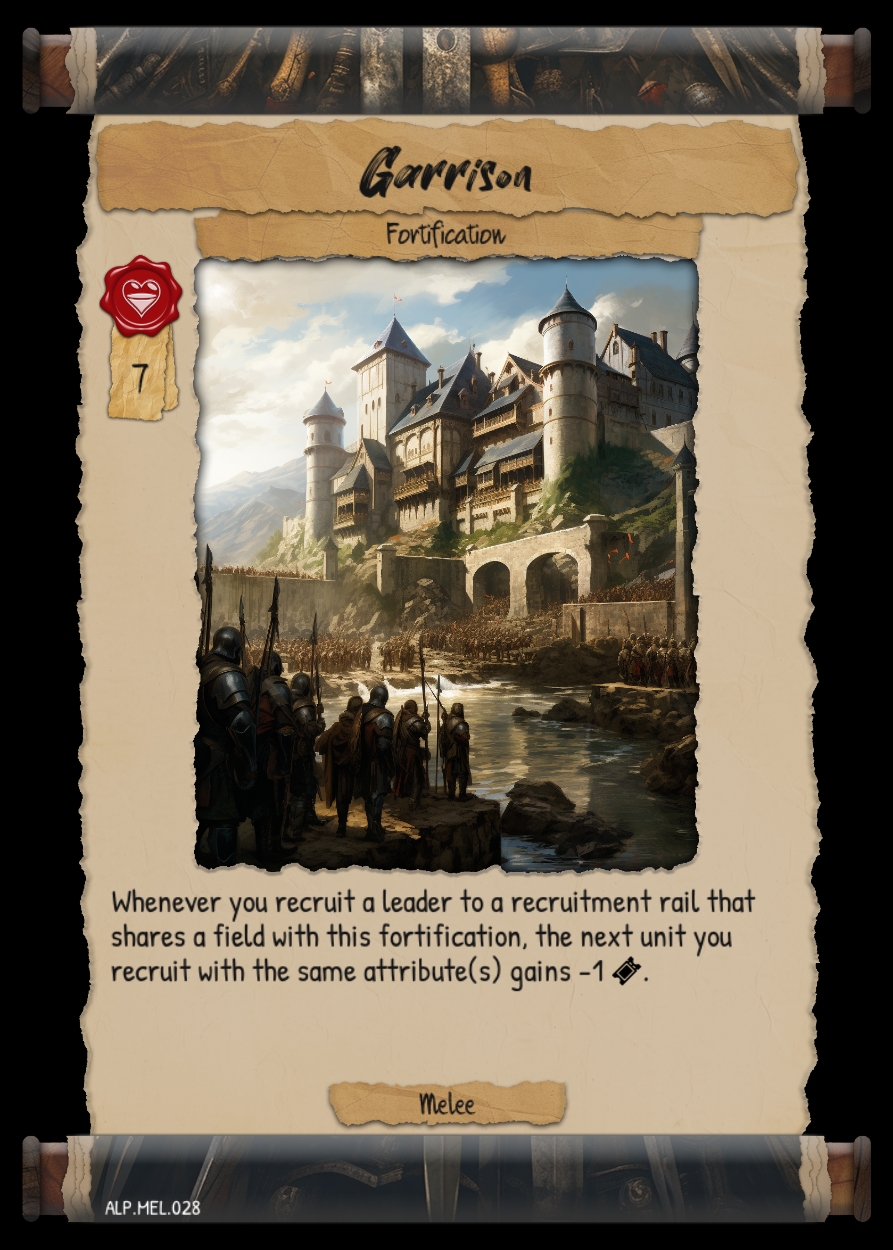 Garrison
Fortification
7
Whenever you recruit a leader to a recruitment rail that
shares a field with this fortification, the next unit you
recruit with the same attribute(s) gains -1 .
Melee
ALP.MEL.028